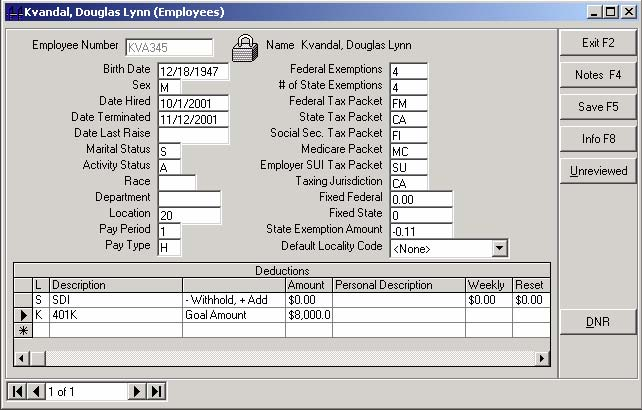 Kvandal, Douglas Lynn (Employees)
Employee Number KVA345 Name Kvandal, Douglas Lynn Exit F2
Birth Date 12/18/1947 Federal Exemptions 4 Notes F4
Sex M # of State Exemptions 4
Date Hired 10/1/2001 Federal Tax Packet FM Save F5
Date Terminated 11/12/2001 State Tax Packet CA
Date Last Raise Social Sec. Tax Packet FI Info F8
Marital Status S Medicare Packet MC
Activity Status A Employer SUI Tax Packet SU Unreviewed
Race Taxing Jurisdiction CA
Department Fixed Federal 0.00
Location 20 Fixed State 0
Pay Period 1 State Exemption Amount -0.11
Pay Type H Default Locality Code <None>
Deductions
L Description Amount Personal Description Weekly Reset
S SDI - Withhold, + Add $0.00 $0.00 $0.00
K 401K Goal Amount $8,000.0 DNR
1 of 1